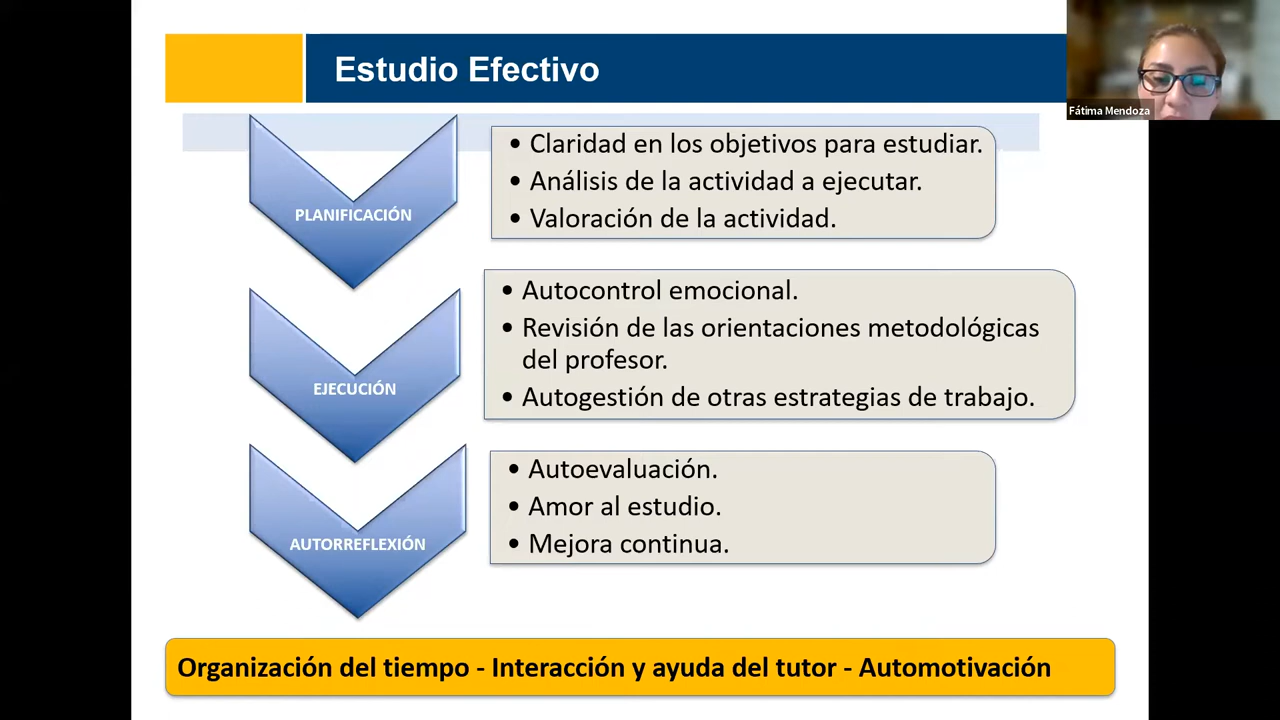 Estudio Efectivo
Fátima Mendoza
PLANIFICACIÓN
• Claridad en los objetivos para estudiar.
• Análisis de la actividad a ejecutar.
• Valoración de la actividad.
EJECUCIÓN
• Autocontrol emocional.
• Revisión de las orientaciones metodológicas
del profesor.
• Autogestión de otras estrategias de trabajo.
AUTORREFLEXIÓN
• Autoevaluación.
• Amor al estudio.
• Mejora continua.
Organización del tiempo - Interacción y ayuda del tutor - Automotivación